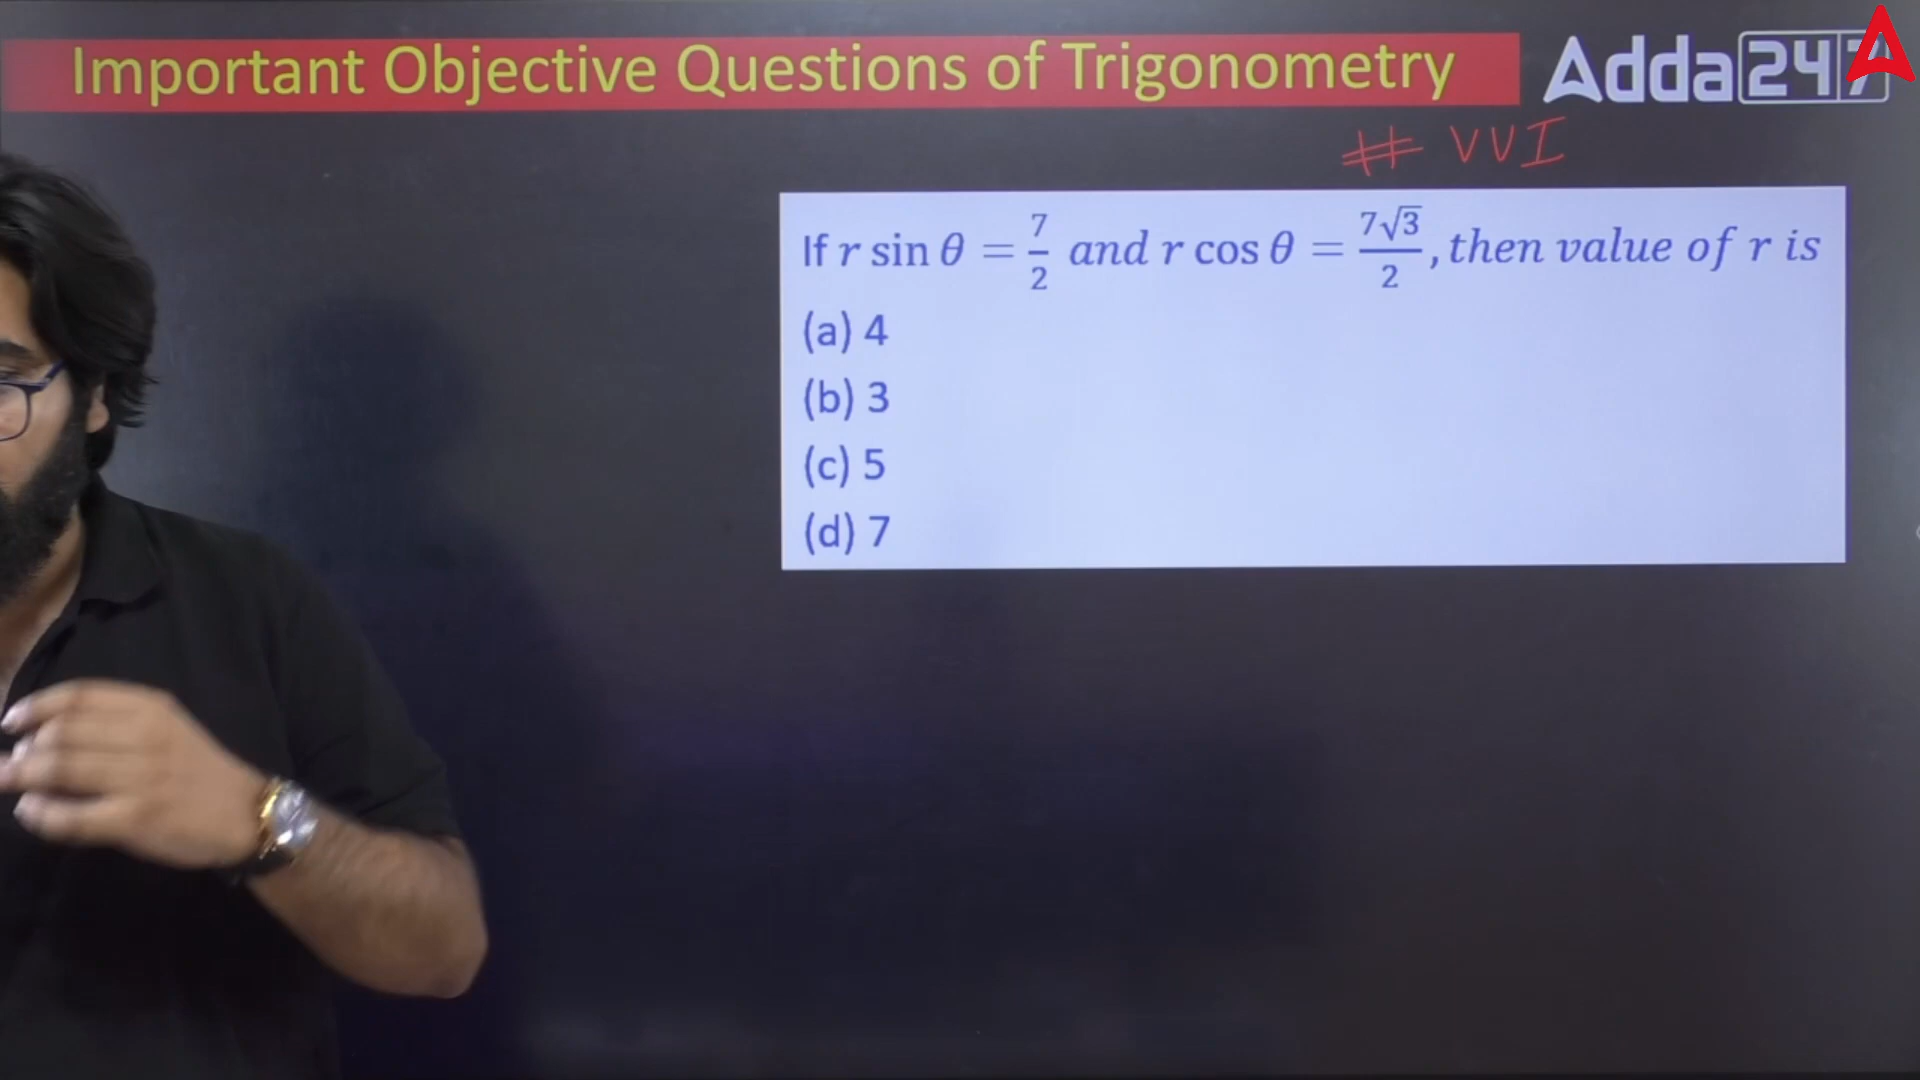 Important Objective Questions of Trigonometry
Adda247
# VVI
If r sin θ = 7/2 and r cos θ = 7√3/2, then value of r is
(a) 4
(b) 3
(c) 5
(d) 7